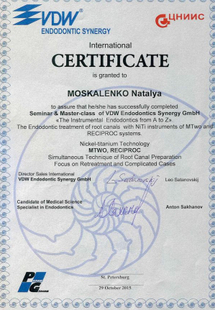 VDW
ENDODONTIC SYNERGY
ЦНИИС
International
CERTIFICATE
is granted to
MOSKALENKO Natalya
to assure that he/she has successfully completed
Seminar & Master-class of VDW Endodontics Synergy GmbH
«The Instrumental Endodontics from A to Z».
The Endodontic treatment of root canals with NiTi instruments of MTwo and
RECIPROC systems.
Nickel-titanium Technology
MTWO, RECIPROC
Simultaneous Technique of Root Canal Preparation
Focus on Retreatment and Complicated Cases
Director Sales International
VDW Endodontic Synergy GmbH
Leo Satanovskij
Candidate of Medical Science
Specialist in Endodontics
Anton Sakhanov
St. Petersburg
29 October 2015